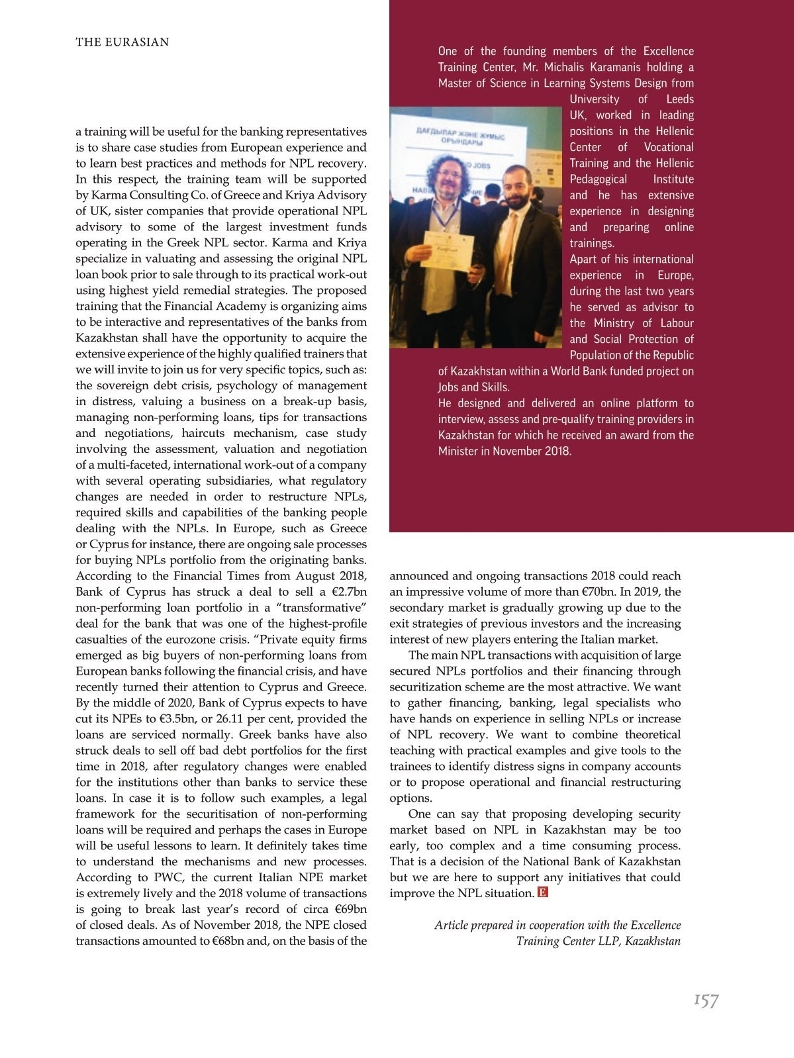 THE EURASIAN
a training will be useful for the banking representatives
is to share case studies from European experience and
to learn best practices and methods for NPL recovery.
In this respect, the training team will be supported
by Karma Consulting Co. of Greece and Kriya Advisory
of UK, sister companies that provide operational NPL
advisory to some of the largest investment funds
operating in the Greek NPL sector. Karma and Kriya
specialize in valuating and assessing the original NPL
loan book prior to sale through to its practical work-out
using highest yield remedial strategies. The proposed
training that the Financial Academy is organizing aims
to be interactive and representatives of the banks from
Kazakhstan shall have the opportunity to acquire the
extensive experience of the highly qualified trainers that
we will invite to join us for very specific topics, such as:
the sovereign debt crisis, psychology of management
in distress, valuing a business on a break-up basis,
managing non-performing loans, tips for transactions
and negotiations, haircuts mechanism, case study
involving the assessment, valuation and negotiation
of a multi-faceted, international work-out of a company
with several operating subsidiaries, what regulatory
changes are needed in order to restructure NPLs,
required skills and capabilities of the banking people
dealing with the NPLs. In Europe, such as Greece
or Cyprus for instance, there are ongoing sale processes
for buying NPLs portfolio from the originating banks.
According to the Financial Times from August 2018,
Bank of Cyprus has struck a deal to sell a €2.7bn
non-performing loan portfolio in a “transformative”
deal for the bank that was one of the highest-profile
casualties of the eurozone crisis. “Private equity firms
emerged as big buyers of non-performing loans from
European banks following the financial crisis, and have
recently turned their attention to Cyprus and Greece.
By the middle of 2020, Bank of Cyprus expects to have
cut its NPEs to €3.5bn, or 26.11 per cent, provided the
loans are serviced normally. Greek banks have also
struck deals to sell off bad debt portfolios for the first
time in 2018, after regulatory changes were enabled
for the institutions other than banks to service these
loans. In case it is to follow such examples, a legal
framework for the securitisation of non-performing
loans will be required and perhaps the cases in Europe
will be useful lessons to learn. It definitely takes time
to understand the mechanisms and new processes.
According to PWC, the current Italian NPE market
is extremely lively and the 2018 volume of transactions
is going to break last year’s record of circa €69bn
of closed deals. As of November 2018, the NPE closed
transactions amounted to €68bn and, on the basis of the
One of the founding members of the Excellence
Training Center, Mr. Michalis Karamanis holding a
Master of Science in Learning Systems Design from
University of Leeds
UK, worked in leading
positions in the Hellenic
Center of Vocational
Training and the Hellenic
Pedagogical Institute
and he has extensive
experience in designing
and preparing online
trainings.
Apart of his international
experience in Europe,
during the last two years
he served as advisor to
the Ministry of Labour
and Social Protection of
Population of the Republic
of Kazakhstan within a World Bank funded project on
Jobs and Skills.
He designed and delivered an online platform to
interview, assess and pre-qualify training providers in
Kazakhstan for which he received an award from the
Minister in November 2018.
ДАҒДЫЛАР ЖӘНЕ ЖҰМЫС
ОРЫНДАРЫ
JOBS
announced and ongoing transactions 2018 could reach
an impressive volume of more than €70bn. In 2019, the
secondary market is gradually growing up due to the
exit strategies of previous investors and the increasing
interest of new players entering the Italian market.
The main NPL transactions with acquisition of large
secured NPLs portfolios and their financing through
securitization scheme are the most attractive. We want
to gather financing, banking, legal specialists who
have hands on experience in selling NPLs or increase
of NPL recovery. We want to combine theoretical
teaching with practical examples and give tools to the
trainees to identify distress signs in company accounts
or to propose operational and financial restructuring
options.
One can say that proposing developing security
market based on NPL in Kazakhstan may be too
early, too complex and a time consuming process.
That is a decision of the National Bank of Kazakhstan
but we are here to support any initiatives that could
improve the NPL situation. E
Article prepared in cooperation with the Excellence
Training Center LLP, Kazakhstan
157